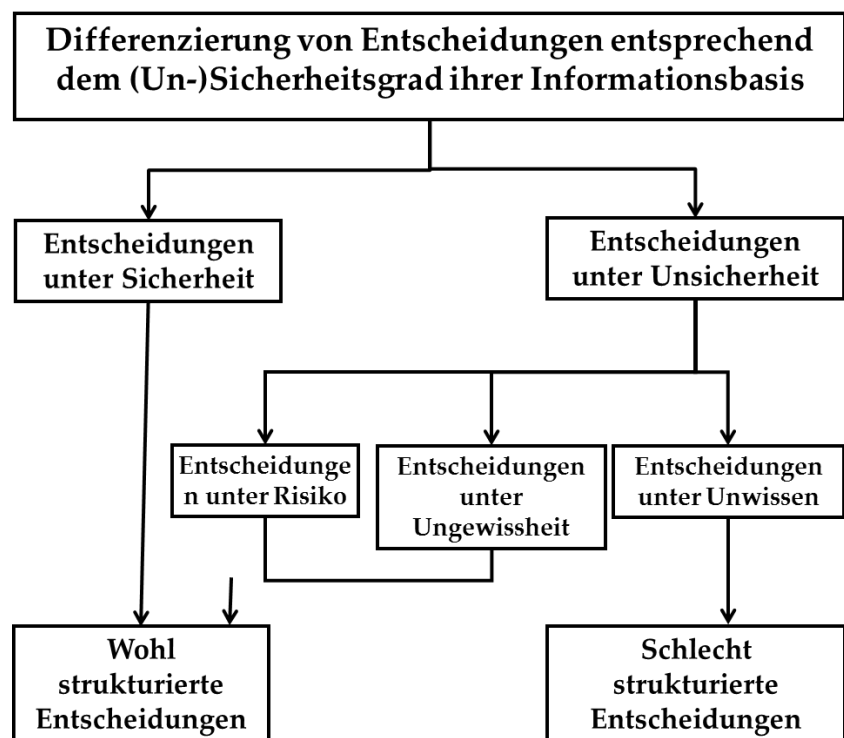 Differenzierung von Entscheidungen entsprechend
dem (Un-)Sicherheitsgrad ihrer Informationsbasis
Entscheidungen
unter Sicherheit
Entscheidungen
unter Unsicherheit
Entscheidunge
n unter Risiko
Entscheidungen
unter
Ungewissheit
Entscheidungen
unter Unwissen
Wohl
strukturierte
Entscheidungen
Schlecht
strukturierte
Entscheidungen